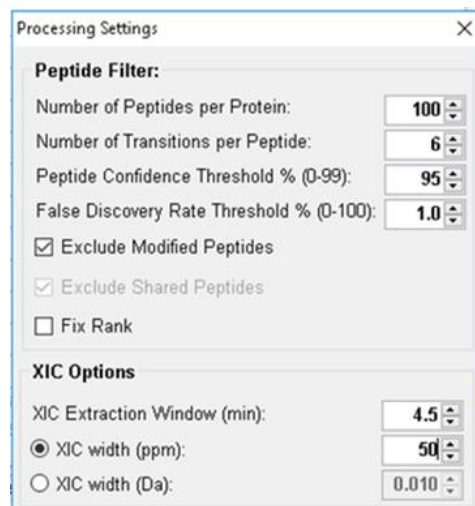 Processing Settings
Peptide Filter:
Number of Peptides per Protein: 100
Number of Transitions per Peptide: 6
Peptide Confidence Threshold % (0-99): 95
False Discovery Rate Threshold % (0-100): 1.0
Exclude Modified Peptides
Exclude Shared Peptides
Fix Rank
XIC Options
XIC Extraction Window (min): 4.5
XIC width (ppm): 50
XIC width (Da): 0.010